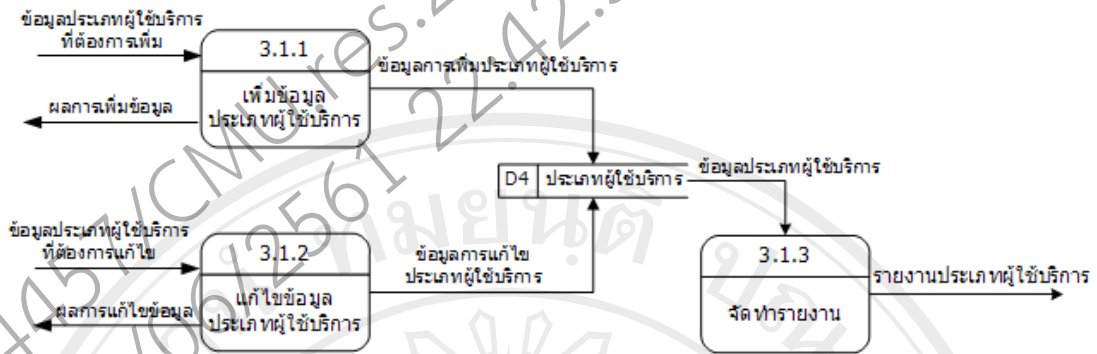 ข้อมูลประเภทผู้ใช้บริการ
ที่ต้องการเพิ่ม
3.1.1
ข้อมูลการเพิ่มประเภทผู้ใช้บริการ
ผลการเพิ่มข้อมูล
เพิ่มข้อมูล
ประเภทผู้ใช้บริการ
D4 ประเภทผู้ใช้บริการ
ข้อมูลประเภทผู้ใช้บริการ
ข้อมูลประเภทผู้ใช้บริการ
ที่ต้องการแก้ไข
3.1.2
ข้อมูลการแก้ไข
ประเภทผู้ใช้บริการ
ผลการแก้ไขข้อมูล
แก้ไขข้อมูล
ประเภทผู้ใช้บริการ
3.1.3
จัดทำรายงาน
รายงานประเภทผู้ใช้บริการ